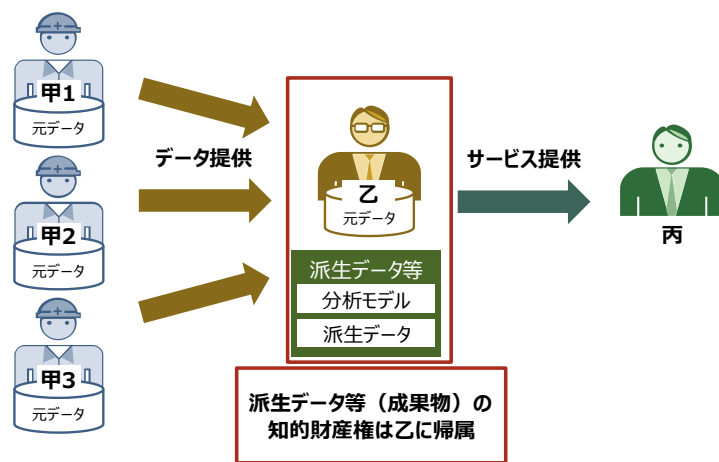 甲1
元データ
甲2
元データ
甲3
元データ
データ提供
乙
元データ
派生データ等
分析モデル
派生データ
派生データ等（成果物）の
知的財産権は乙に帰属
サービス提供
丙